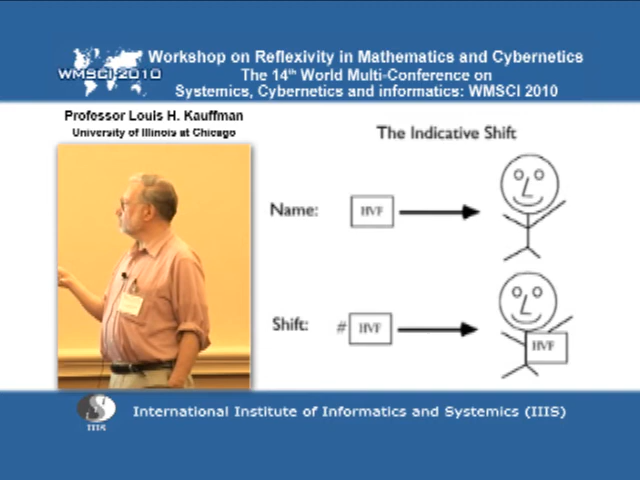 WMSCI 2010
Workshop on Reflexivity in Mathematics and Cybernetics
The 14th World Multi-Conference on
Systemics, Cybernetics and informatics: WMSCI 2010
Professor Louis H. Kauffman
University of Illinois at Chicago
The Indicative Shift
Name:
HVF
Shift:
# HVF
HVF
IIIS
International Institute of Informatics and Systemics (IIIS)